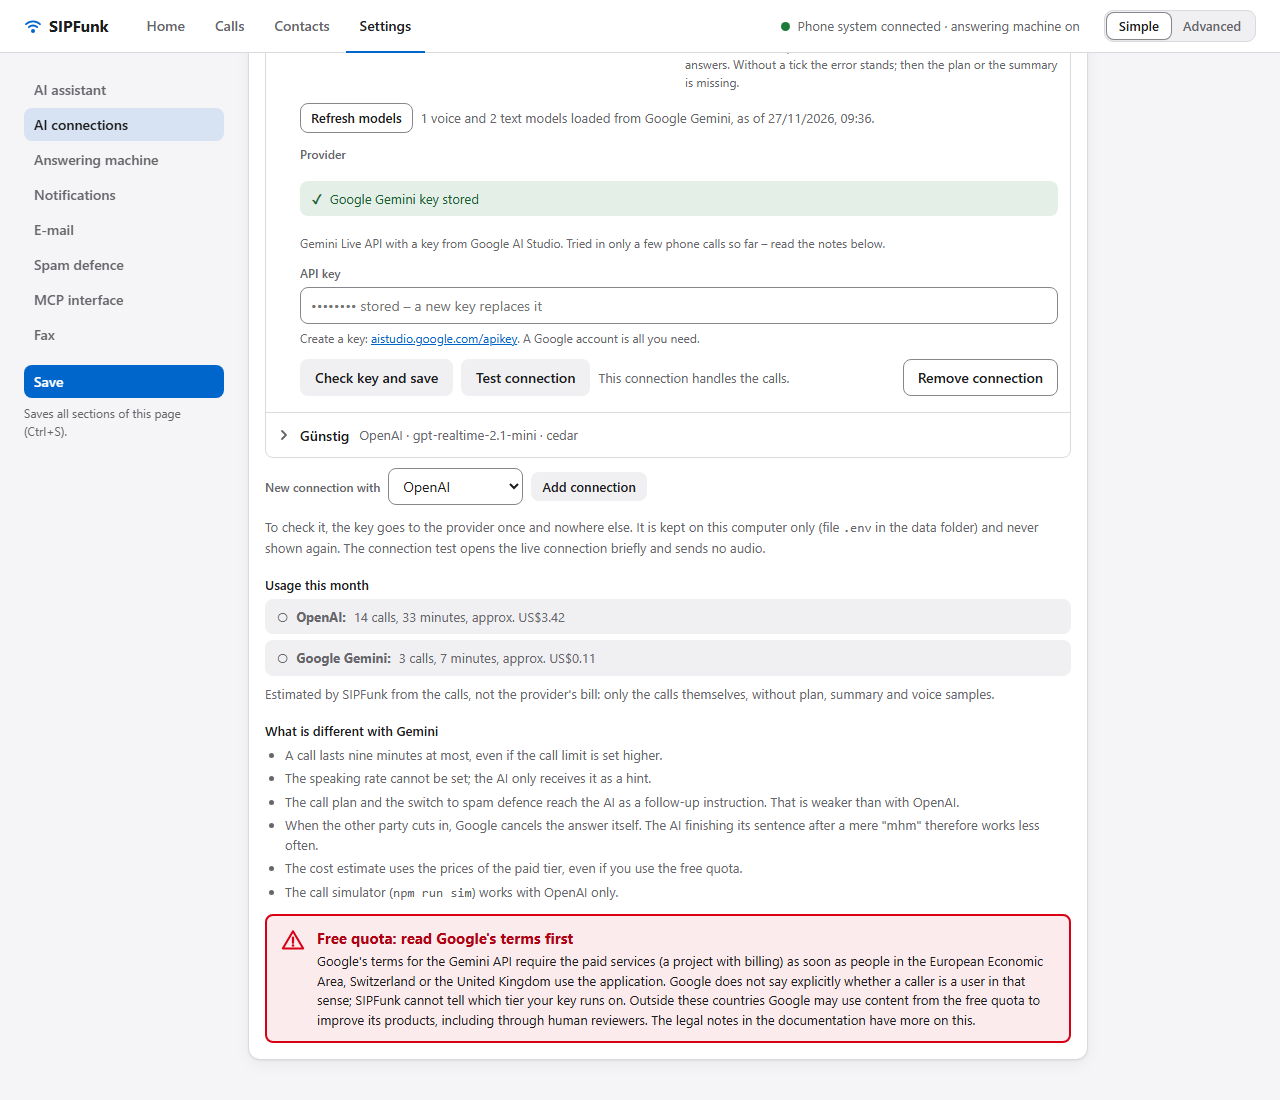 SIPFunk
Home
Calls
Contacts
Settings
Phone system connected · answering machine on
Simple
Advanced
AI assistant
AI connections
Answering machine
Notifications
E-mail
Spam defence
MCP interface
Fax
Save
Saves all sections of this page
(Ctrl+S).
answers. Without a tick the error stands; then the plan or the summary
is missing.
Refresh models
1 voice and 2 text models loaded from Google Gemini, as of 27/11/2026, 09:36.
Provider
✓ Google Gemini key stored
Gemini Live API with a key from Google AI Studio. Tried in only a few phone calls so far – read the notes below.
API key
•••••••• stored – a new key replaces it
Create a key: aistudio.google.com/apikey. A Google account is all you need.
Check key and save
Test connection
This connection handles the calls.
Remove connection
Günstig OpenAI · gpt-realtime-2.1-mini · cedar
New connection with
OpenAI
Add connection
To check it, the key goes to the provider once and nowhere else. It is kept on this computer only (file .env in the data folder) and never
shown again. The connection test opens the live connection briefly and sends no audio.
Usage this month
OpenAI: 14 calls, 33 minutes, approx. US$3.42
Google Gemini: 3 calls, 7 minutes, approx. US$0.11
Estimated by SIPFunk from the calls, not the provider's bill: only the calls themselves, without plan, summary and voice samples.
What is different with Gemini
• A call lasts nine minutes at most, even if the call limit is set higher.
• The speaking rate cannot be set; the AI only receives it as a hint.
• The call plan and the switch to spam defence reach the AI as a follow-up instruction. That is weaker than with OpenAI.
• When the other party cuts in, Google cancels the answer itself. The AI finishing its sentence after a mere "mhm" therefore works less
often.
• The cost estimate uses the prices of the paid tier, even if you use the free quota.
• The call simulator (npm run sim) works with OpenAI only.
Free quota: read Google's terms first
Google's terms for the Gemini API require the paid services (a project with billing) as soon as people in the European Economic
Area, Switzerland or the United Kingdom use the application. Google does not say explicitly whether a caller is a user in that
sense; SIPFunk cannot tell which tier your key runs on. Outside these countries Google may use content from the free quota to
improve its products, including through human reviewers. The legal notes in the documentation have more on this.